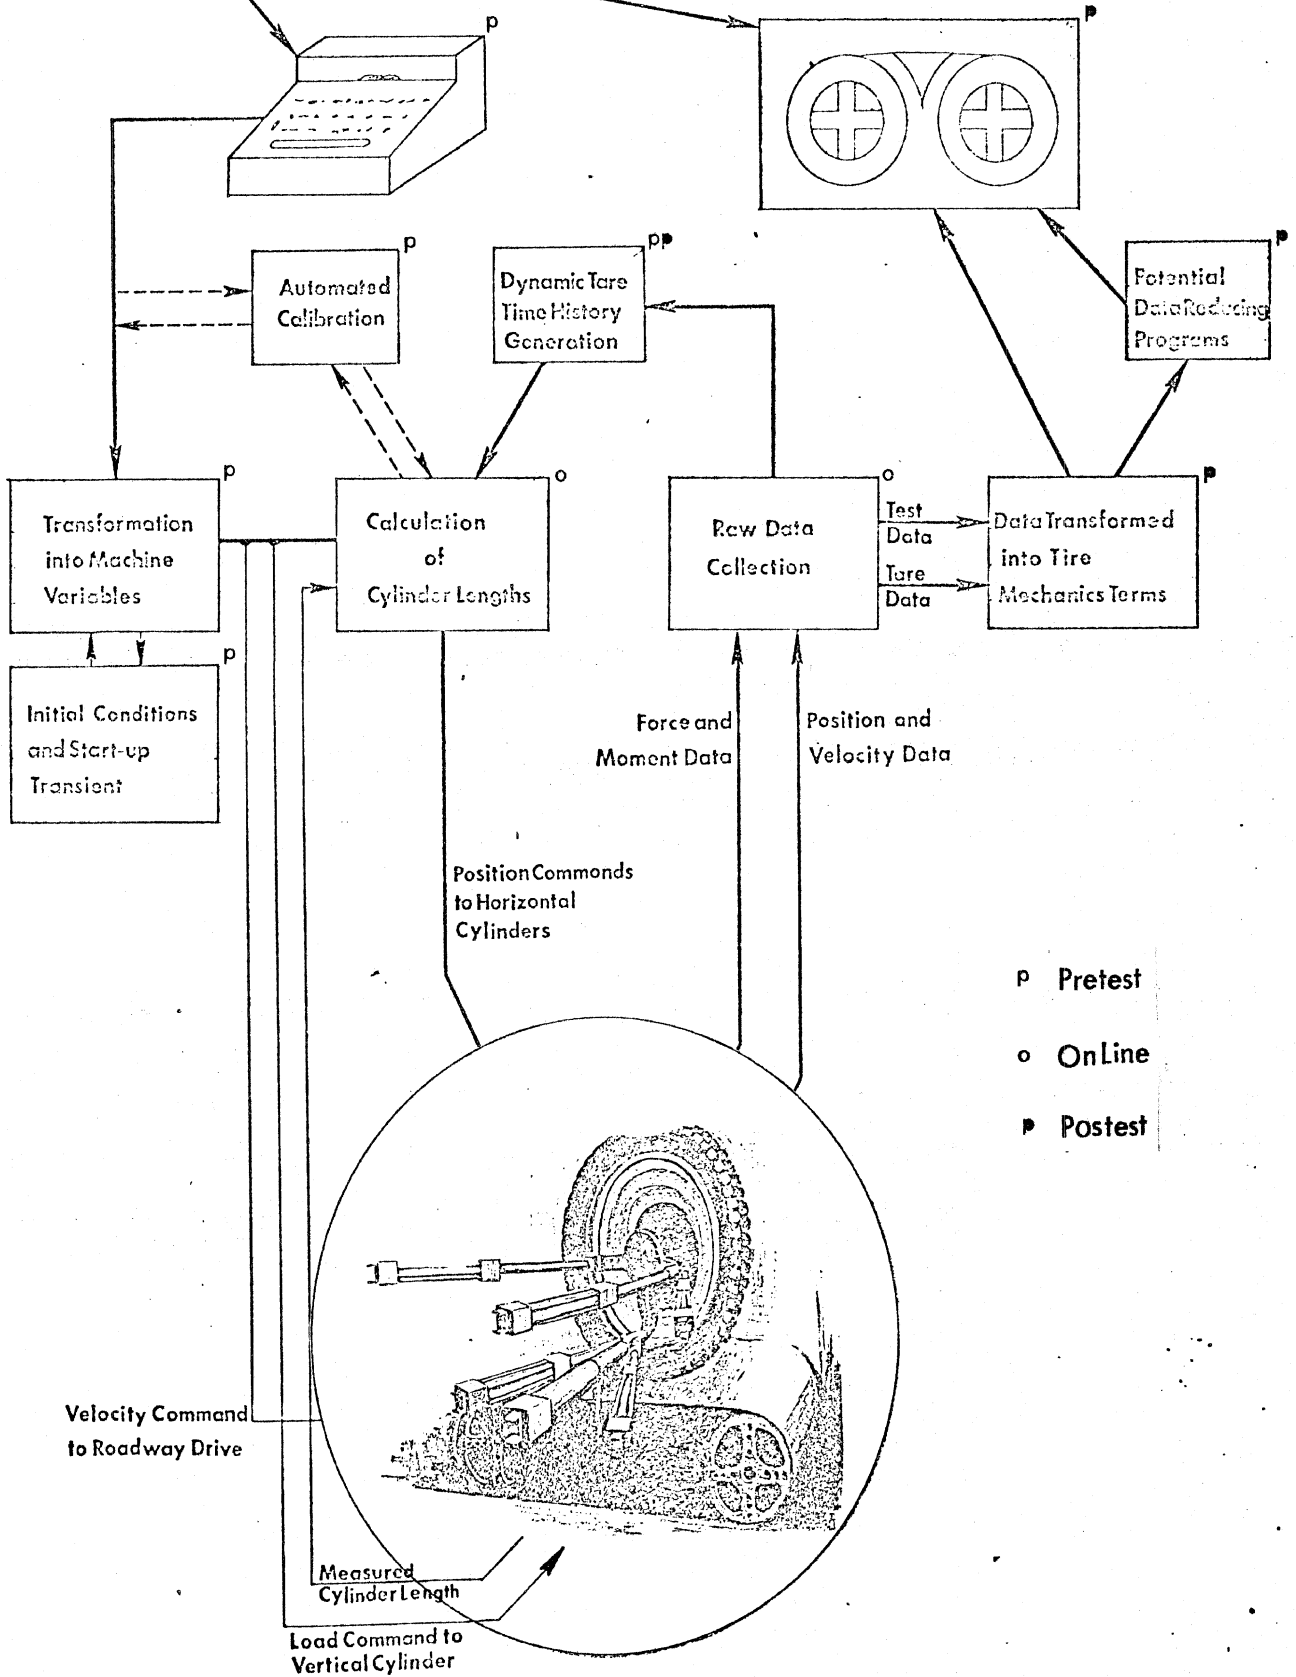 p
p
p
Automated
Calibration
pp
Dynamic Tare
Time History
Generation
p
Potential
Data Reducing
Programs
p
Transformation
into Machine
Variables
o
Calculation
of
Cylinder Lengths
o
Raw Data
Collection
Test
Data
Tare
Data
p
Data Transformed
into Tire
Mechanics Terms
p
Initial Conditions
and Start-up
Transient
Force and
Moment Data
Position and
Velocity Data
Position Commands
to Horizontal
Cylinders
p Pretest
o On Line
p Postest
Velocity Command
to Roadway Drive
Measured
Cylinder Length
Load Command to
Vertical Cylinder